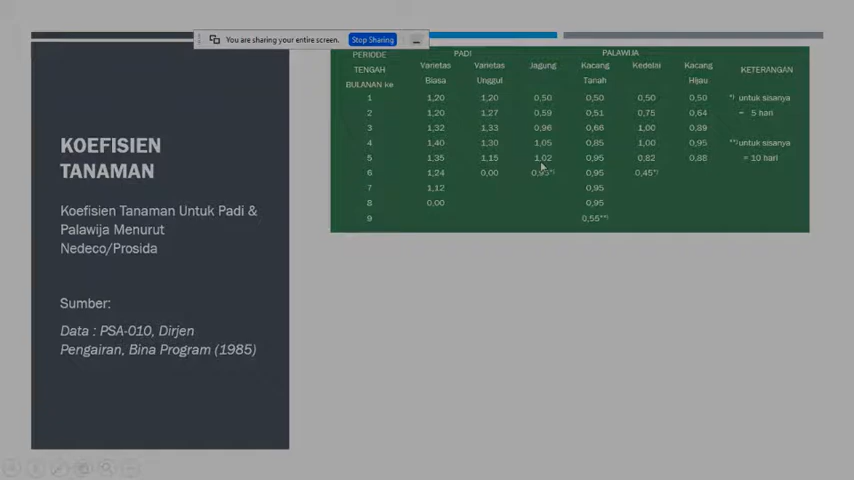 You are sharing your entire screen. Stop Sharing
KOEFISIEN
TANAMAN
Koefisien Tanaman Untuk Padi &
Palawija Menurut
Nedeco/Prosida
Sumber:
Data : PSA-010, Dirjen
Pengairan, Bina Program (1985)
PERIODE PADI PALAWIJA
TENGAH Varietas Varietas Jagung Kacang Kedelai Kacang KETERANGAN
BULANAN ke Biasa Unggul Tanah Hijau
1 1,20 1,20 0,50 0,50 0,50 0,50 *) untuk sisanya
2 1,20 1,27 0,59 0,51 0,75 0,64 = 5 hari
3 1,32 1,33 0,96 0,66 1,00 0,89
4 1,40 1,30 1,05 0,85 1,00 0,95 **)untuk sisanya
5 1,35 1,15 1,02 0,95 0,82 0,88 = 10 hari
6 1,24 0,00 0,95*) 0,95 0,45*)
7 1,12 0,95
8 0,00 0,95
9 0,55**)